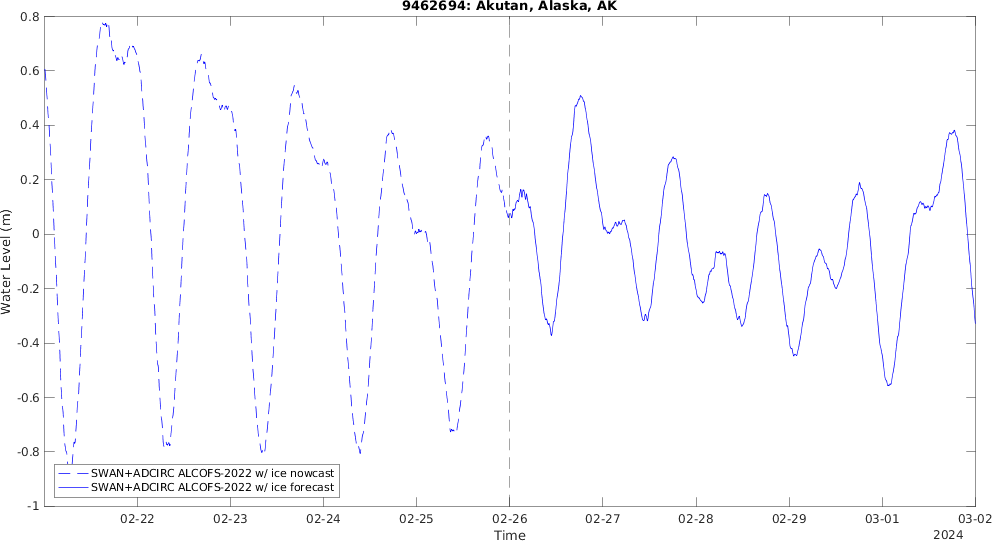 9462694: Akutan, Alaska, AK
0.8
0.6
0.4
0.2
0
-0.2
-0.4
-0.6
-0.8
-1
Water Level (m)
SWAN+ADCIRC ALCOFS-2022 w/ ice nowcast
SWAN+ADCIRC ALCOFS-2022 w/ ice forecast
02-22 02-23 02-24 02-25 02-26 02-27 02-28 02-29 03-01 03-02
Time
2024